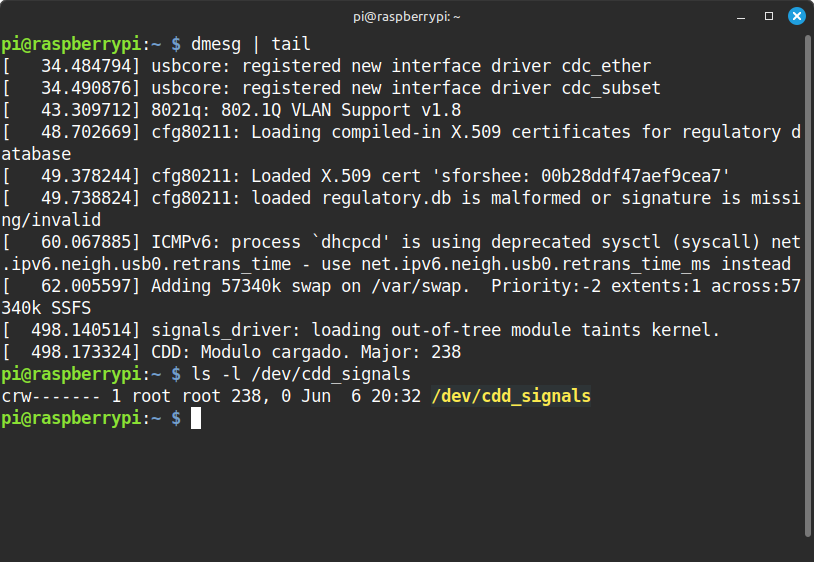 pi@raspberrypi: ~
pi@raspberrypi:~ $ dmesg | tail
[   34.484794] usbcore: registered new interface driver cdc_ether
[   34.490876] usbcore: registered new interface driver cdc_subset
[   43.309712] 8021q: 802.1Q VLAN Support v1.8
[   48.702669] cfg80211: Loading compiled-in X.509 certificates for regulatory d
atabase
[   49.378244] cfg80211: Loaded X.509 cert 'sforshee: 00b28ddf47aef9cea7'
[   49.738824] cfg80211: loaded regulatory.db is malformed or signature is missi
ng/invalid
[   60.067885] ICMPv6: process `dhcpcd' is using deprecated sysctl (syscall) net
.ipv6.neigh.usb0.retrans_time - use net.ipv6.neigh.usb0.retrans_time_ms instead
[   62.005597] Adding 57340k swap on /var/swap.  Priority:-2 extents:1 across:57
340k SSFS
[  498.140514] signals_driver: loading out-of-tree module taints kernel.
[  498.173324] CDD: Modulo cargado. Major: 238
pi@raspberrypi:~ $ ls -l /dev/cdd_signals
crw------- 1 root root 238, 0 Jun  6 20:32 /dev/cdd_signals
pi@raspberrypi:~ $